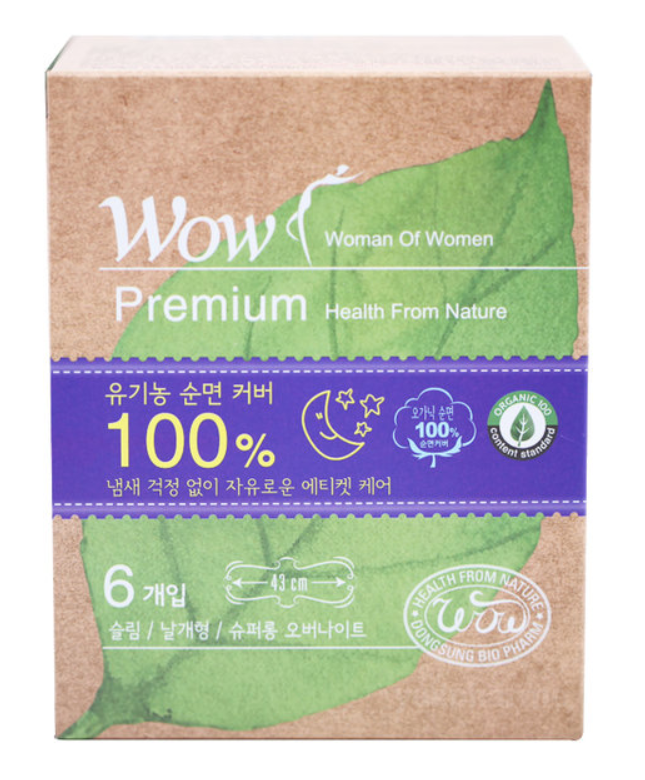 Wow Woman Of Women
Premium Health From Nature
유기농 순면 커버
100%
냄새 걱정 없이 자유로운 에티켓 케어
오가닉 순면
100%
순면커버
ORGANIC 100
content standard
6 개입
43 cm
슬림 / 날개형 / 슈퍼롱 오버나이트
HEALTH FROM NATURE
Wow
DONGSUNG BIO PHARM